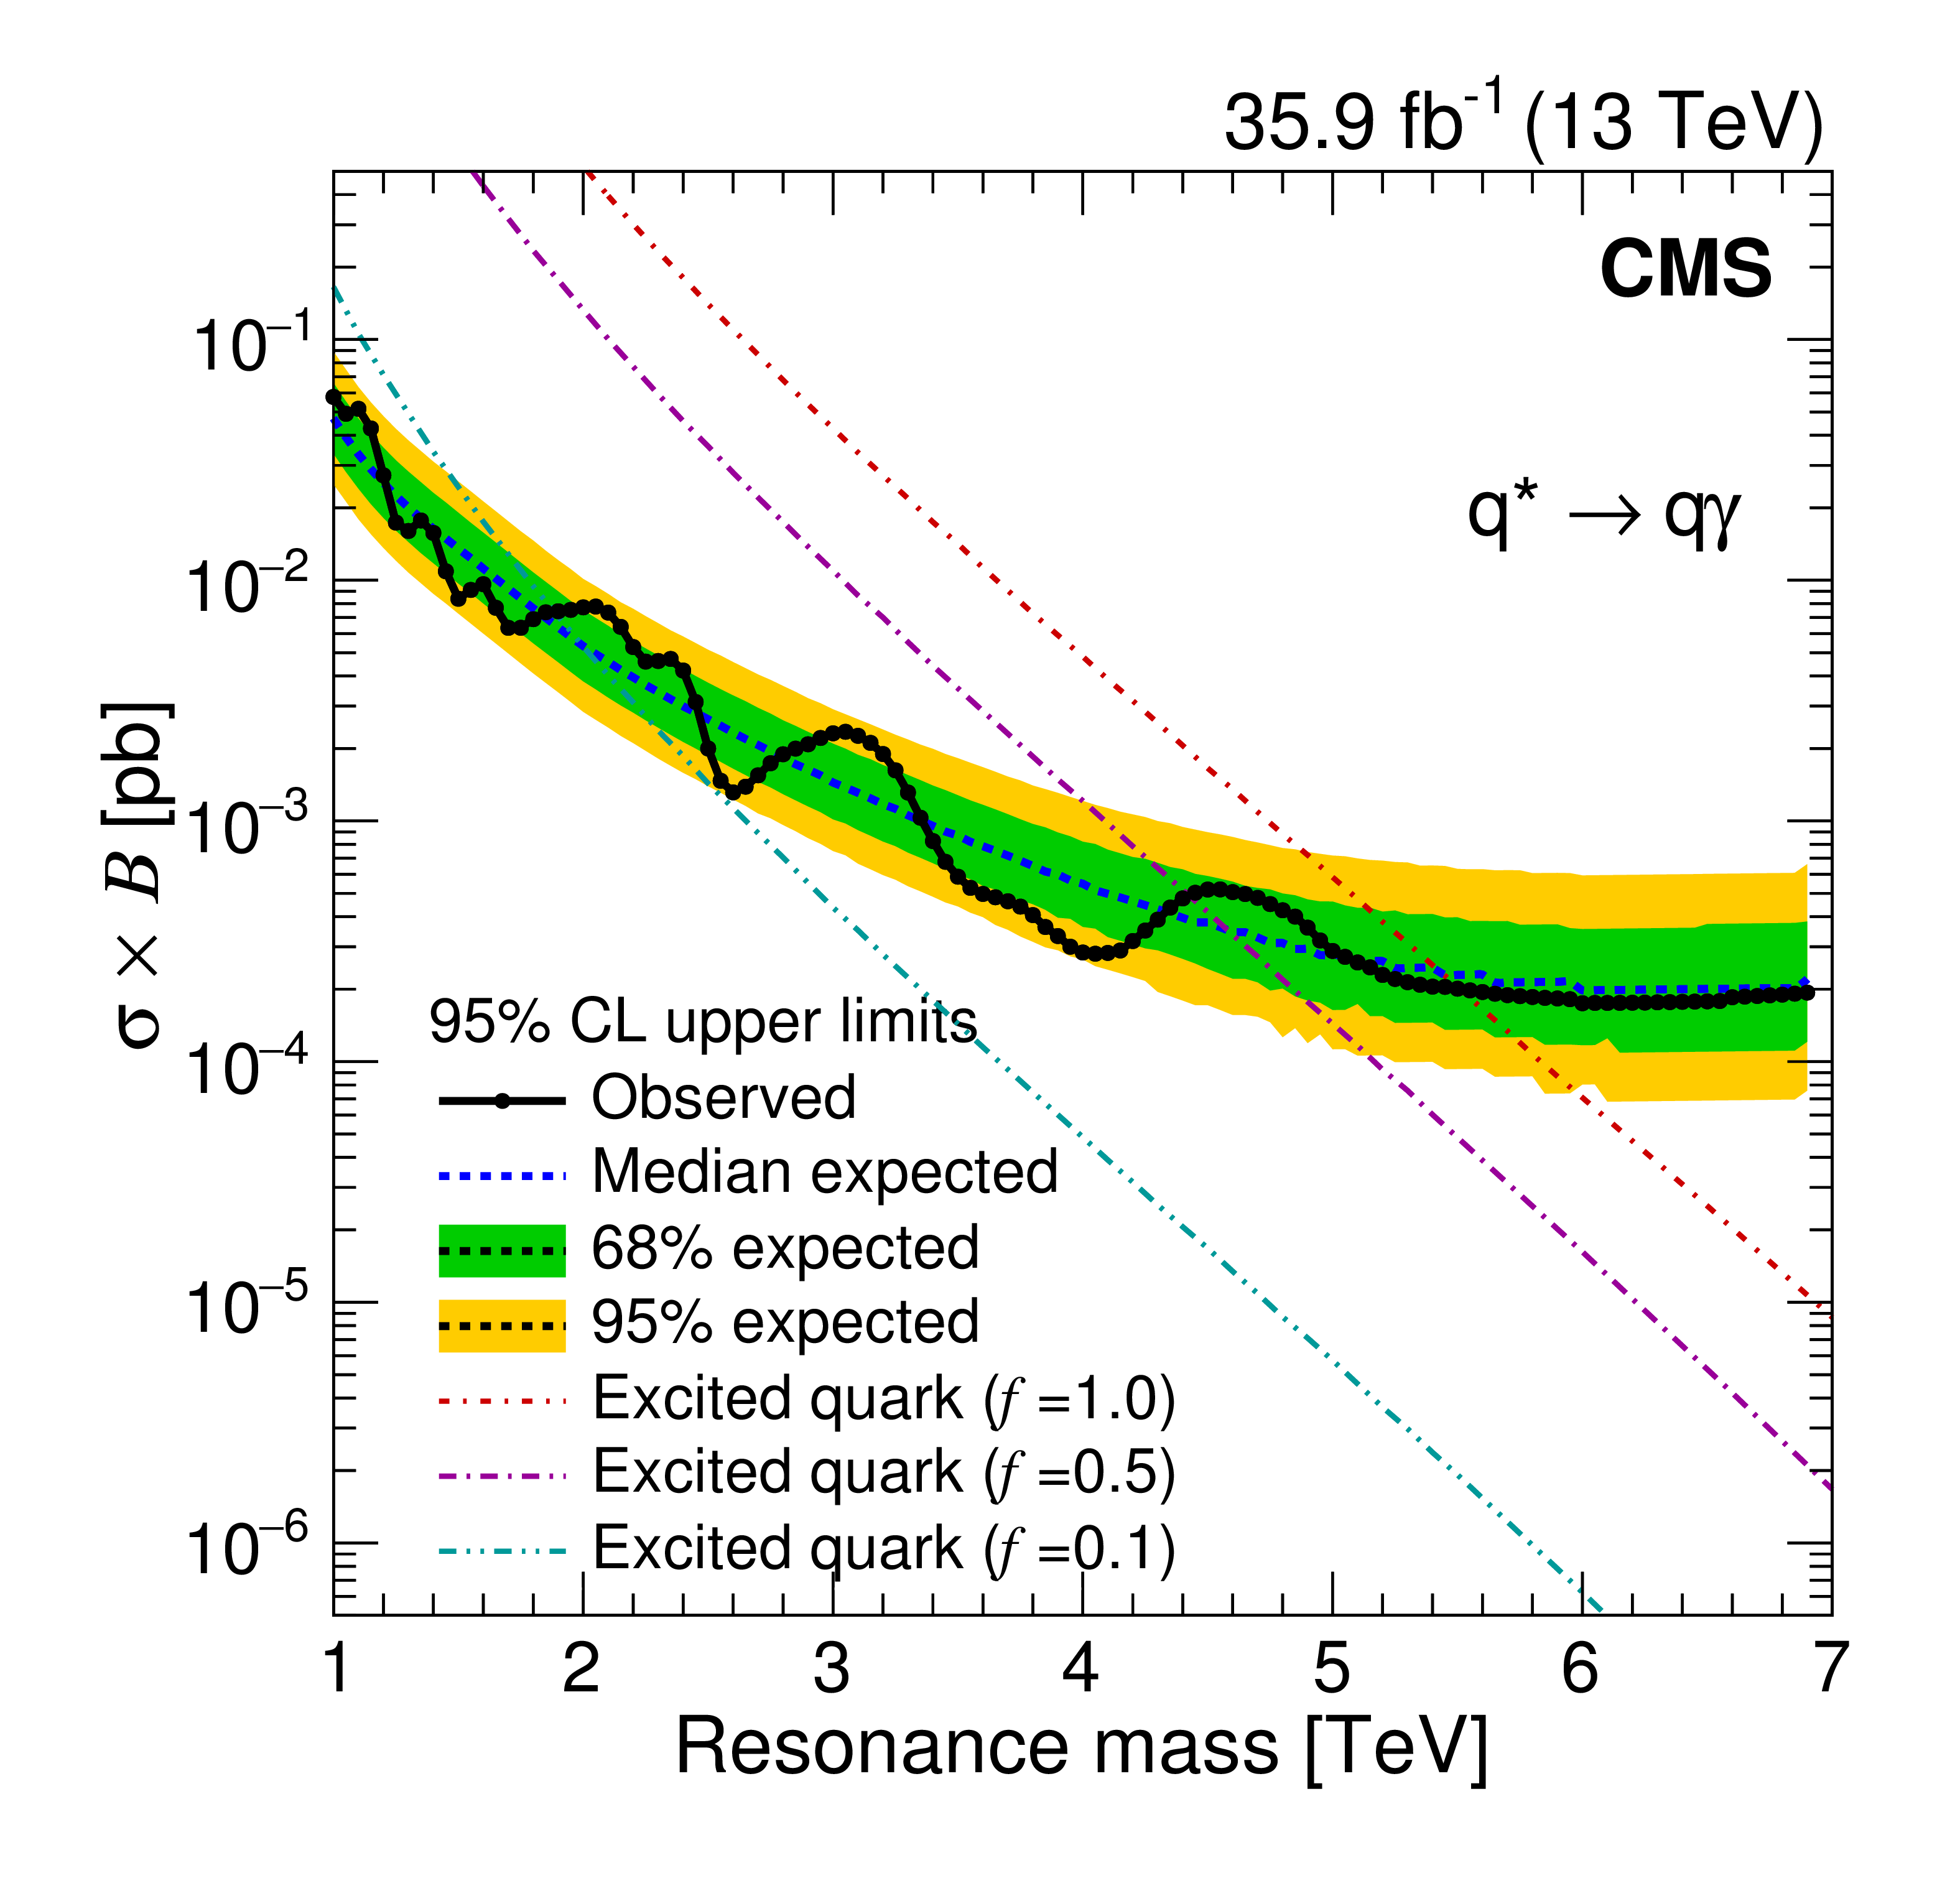 35.9 fb⁻¹ (13 TeV)
CMS
q* → qγ
σ × B [pb]
10⁻¹
10⁻²
10⁻³
10⁻⁴
10⁻⁵
10⁻⁶
95% CL upper limits
Observed
Median expected
68% expected
95% expected
Excited quark (f =1.0)
Excited quark (f =0.5)
Excited quark (f =0.1)
1 2 3 4 5 6 7
Resonance mass [TeV]